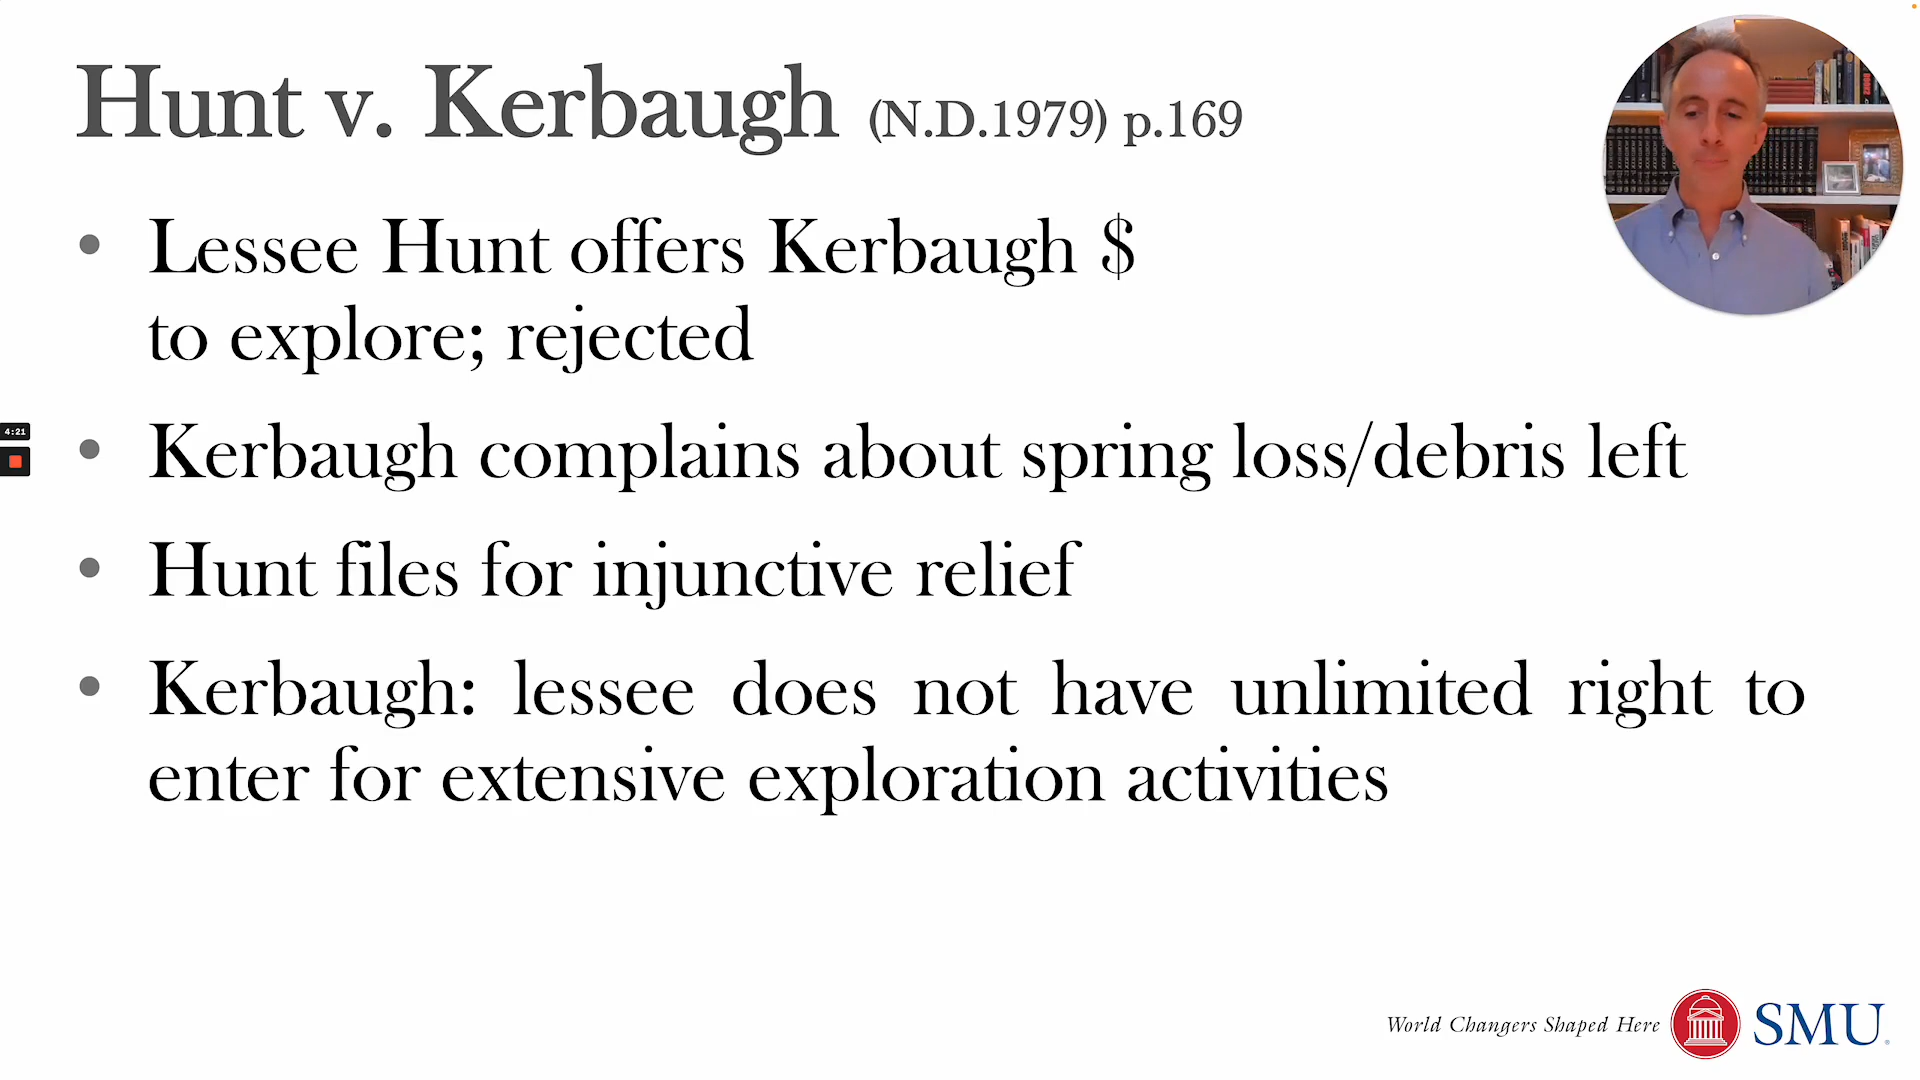 Hunt v. Kerbaugh (N.D.1979) p.169
• Lessee Hunt offers Kerbaugh $
to explore; rejected
4:21
• Kerbaugh complains about spring loss/debris left
• Hunt files for injunctive relief
• Kerbaugh: lessee does not have unlimited right to
enter for extensive exploration activities
World Changers Shaped Here SMU